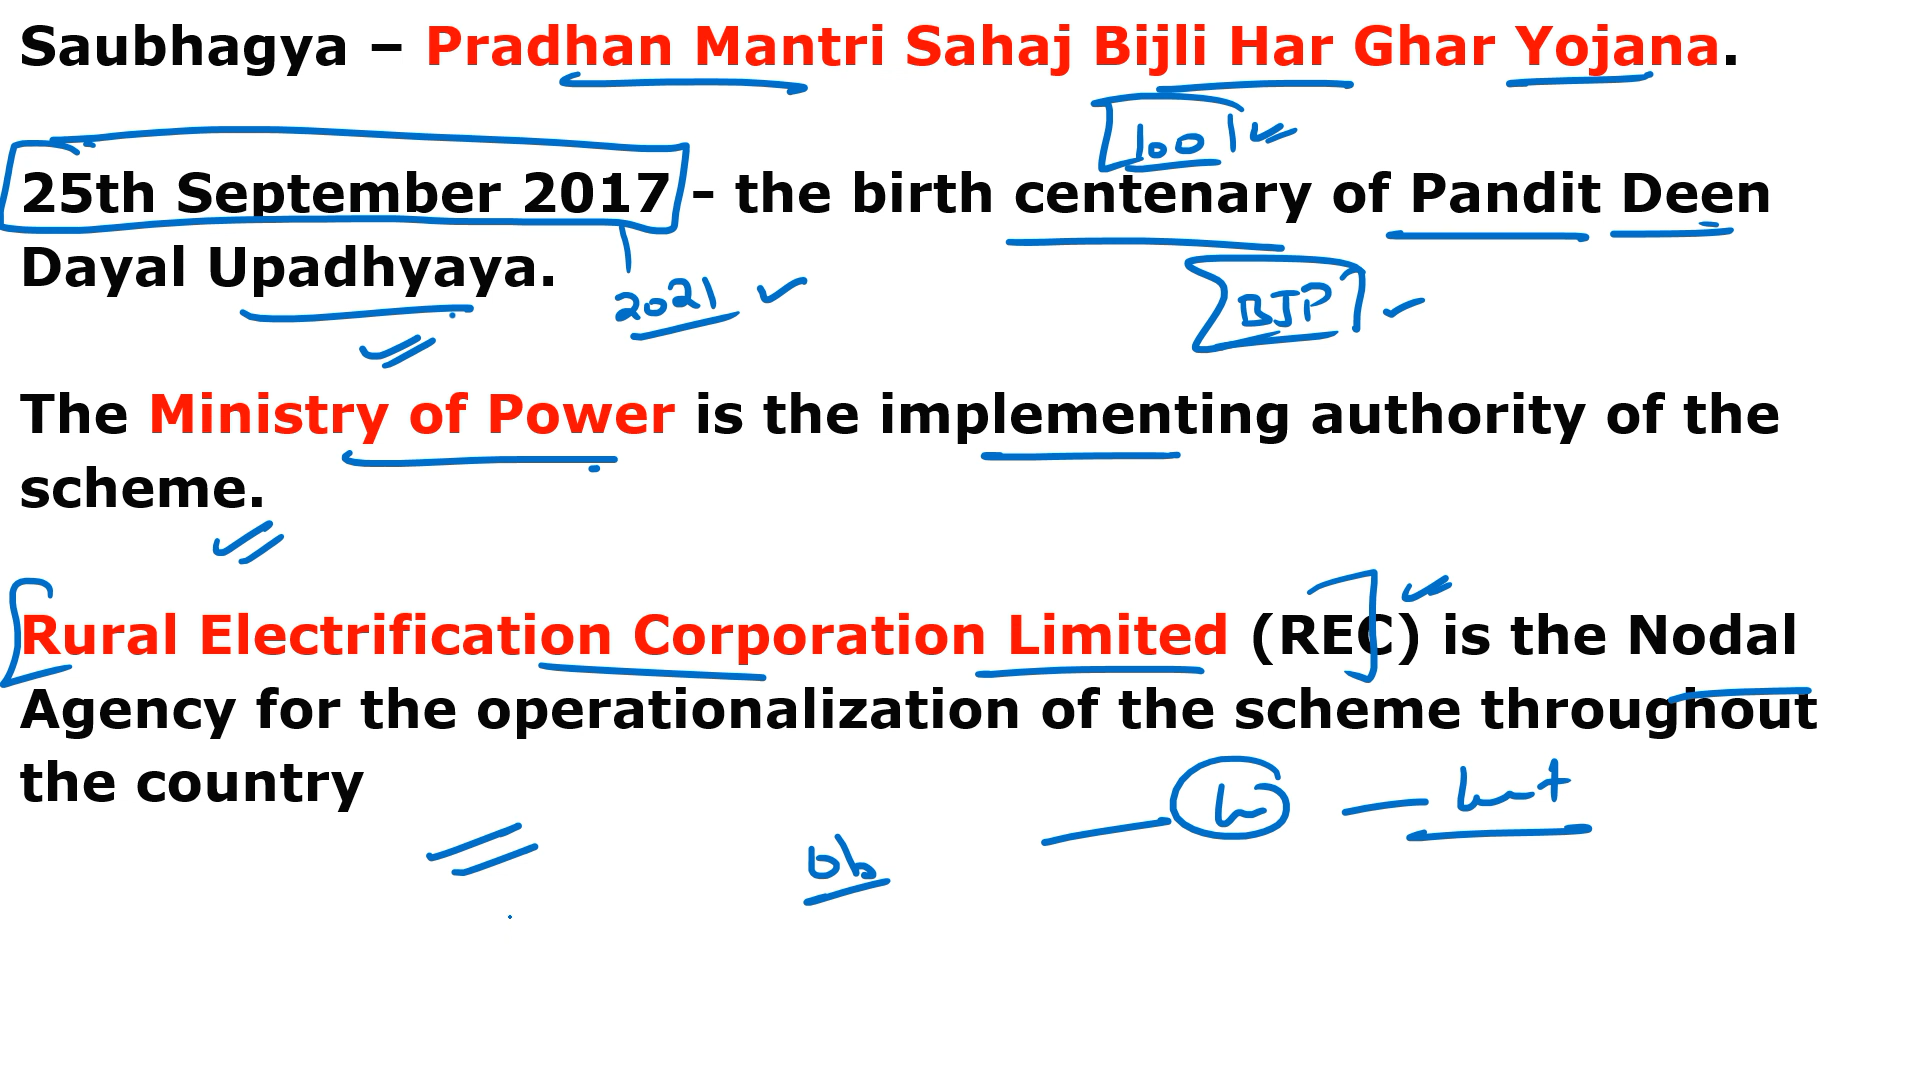 Saubhagya – Pradhan Mantri Sahaj Bijli Har Ghar Yojana.
1001
25th September 2017 – the birth centenary of Pandit Deen
Dayal Upadhyaya.
2021
BJP
The Ministry of Power is the implementing authority of the
scheme.
Rural Electrification Corporation Limited (REC) is the Nodal
Agency for the operationalization of the scheme throughout
the country